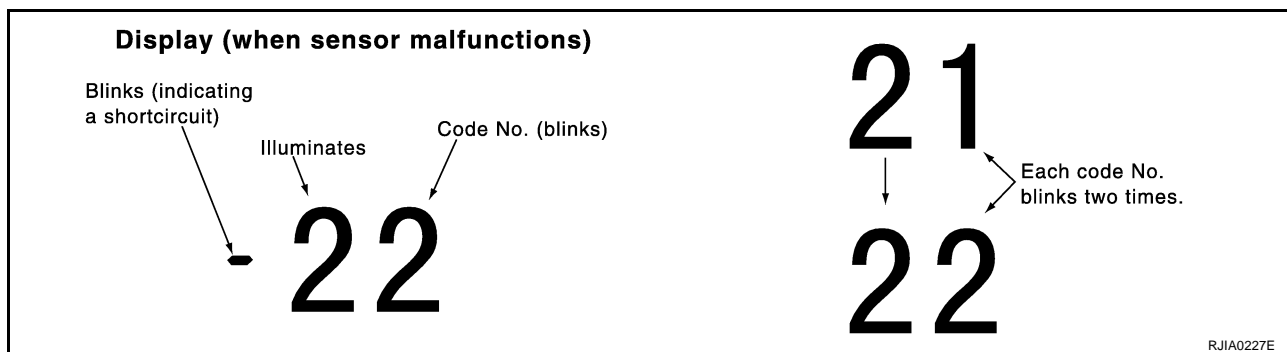 Display (when sensor malfunctions)
Blinks (indicating
a shortcircuit)
Illuminates
Code No. (blinks)
-22
21
Each code No.
blinks two times.
22
RJIA0227E